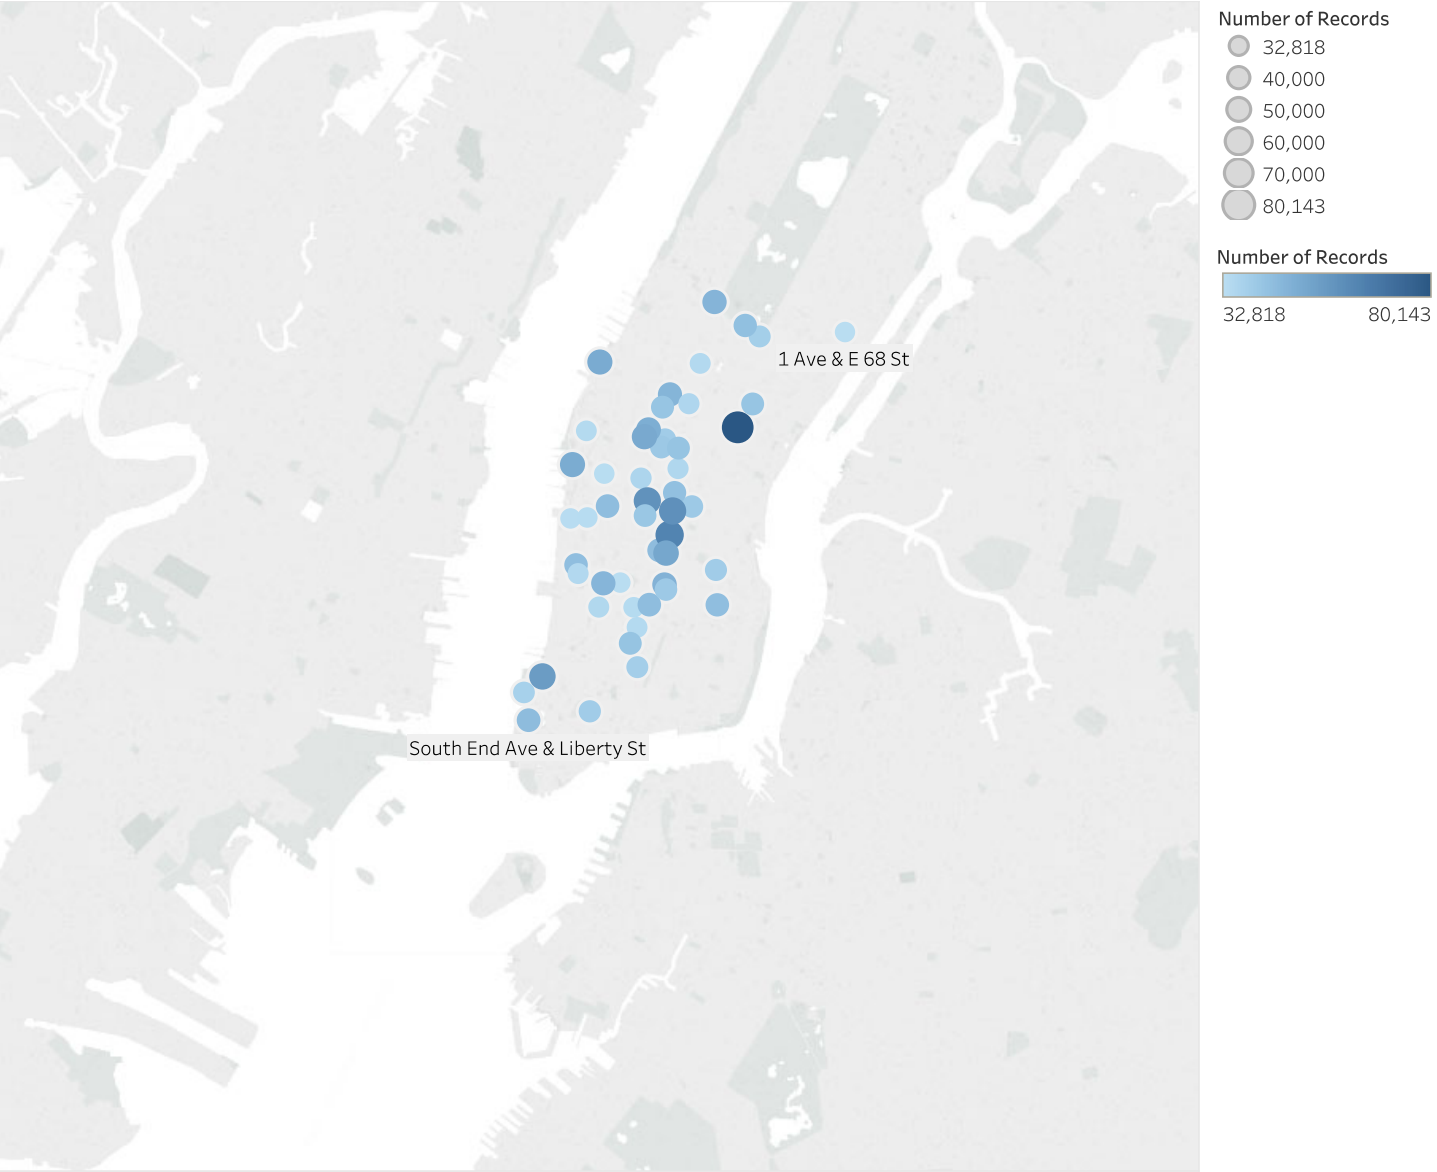 Number of Records
32,818
40,000
50,000
60,000
70,000
80,143
Number of Records
32,818 80,143
1 Ave & E 68 St
South End Ave & Liberty St